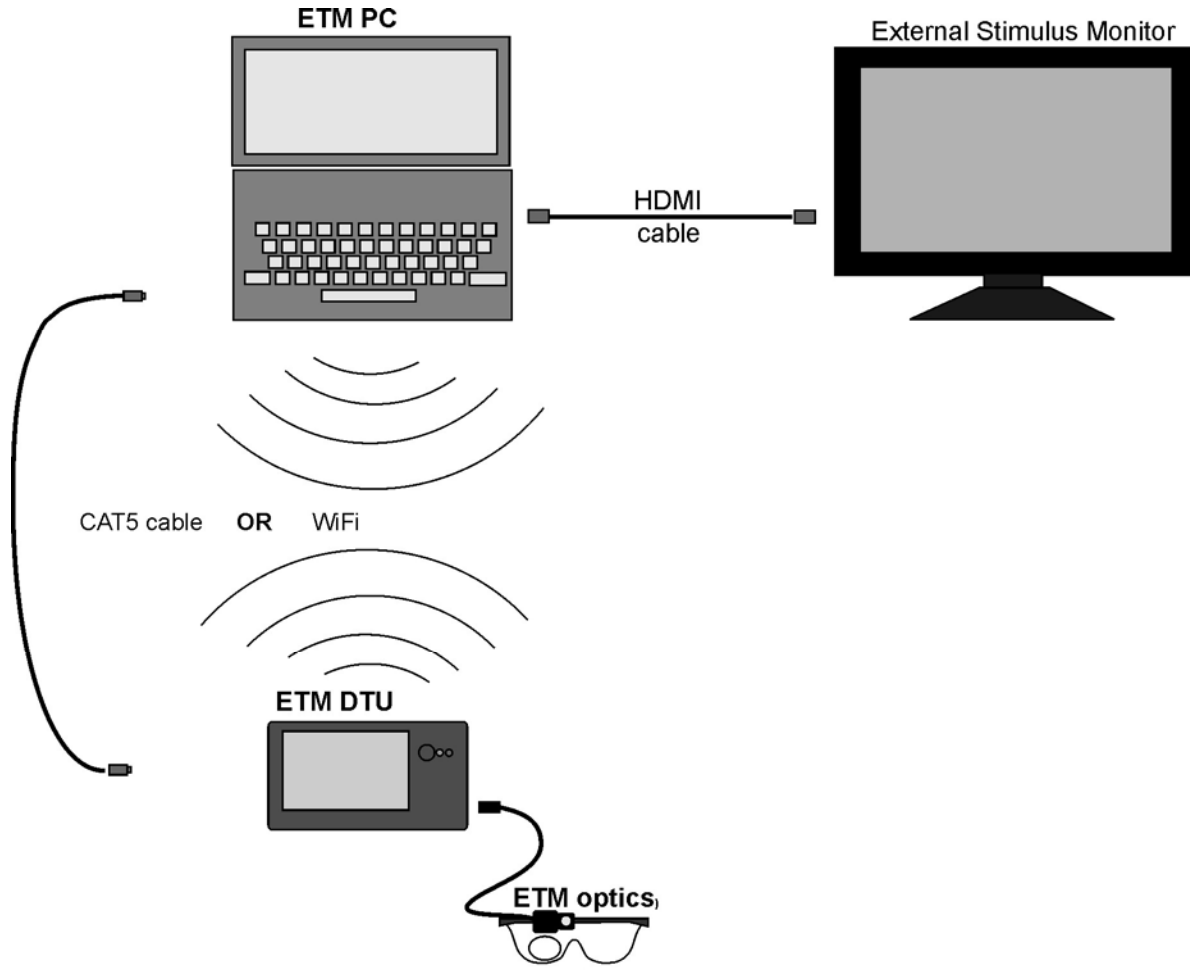 ETM PC
External Stimulus Monitor
HDMI
cable
CAT5 cable OR WiFi
ETM DTU
ETM optics)